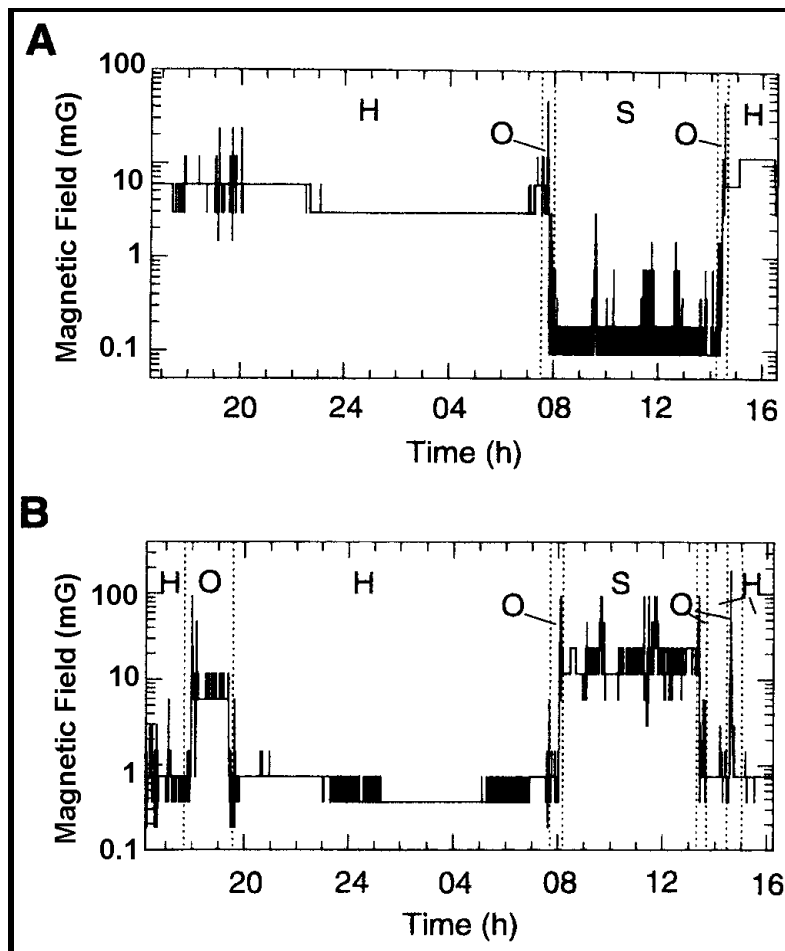 A
100
10
1
0.1
Magnetic Field (mG)
H O S O H
20 24 04 08 12 16
Time (h)
B
100
10
1
0.1
Magnetic Field (mG)
H O H O S O H
20 24 04 08 12 16
Time (h)